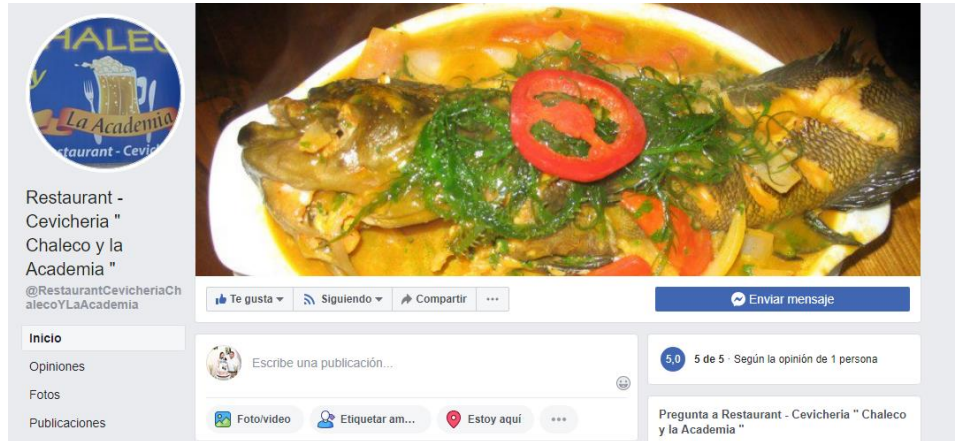 HALEC
y
La Academia
staurant - Cevic
Restaurant -
Cevicheria "
Chaleco y la
Academia "
@RestaurantCevicheriaCh
alecoYLaAcademia
Inicio
Opiniones
Fotos
Publicaciones
Te gusta
Siguiendo
Compartir
...
Enviar mensaje
Escribe una publicación...
Foto/video
Etiquetar am...
Estoy aquí
...
5,0
5 de 5 · Según la opinión de 1 persona
Pregunta a Restaurant - Cevicheria " Chaleco
y la Academia "